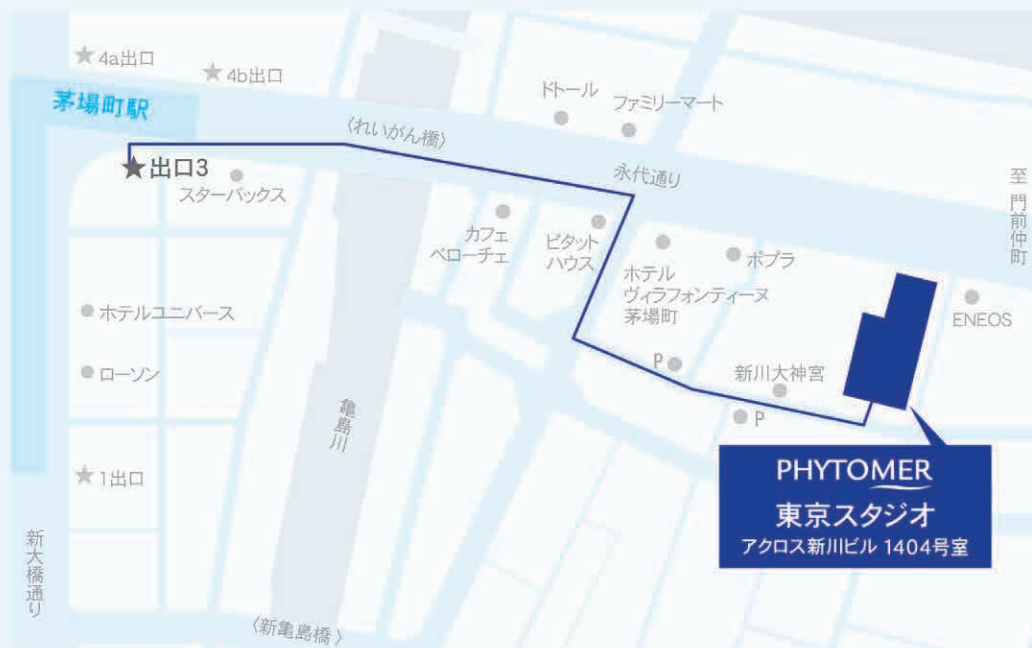 ★4a出口
★4b出口
茅場町駅
〈れいがん橋〉
ドトール
ファミリーマート
★出口3
スターバックス
永代通り
至 門前仲町
カフェ
ベローチェ
ピタット
ハウス
ホテル
ヴィラフォンティーヌ
茅場町
ポプラ
ENEOS
ホテルユニバース
ローソン
P
新川大神宮
P
亀島川
★1出口
新大橋通り
〈新亀島橋〉
PHYTOMER
東京スタジオ
アクロス新川ビル 1404号室